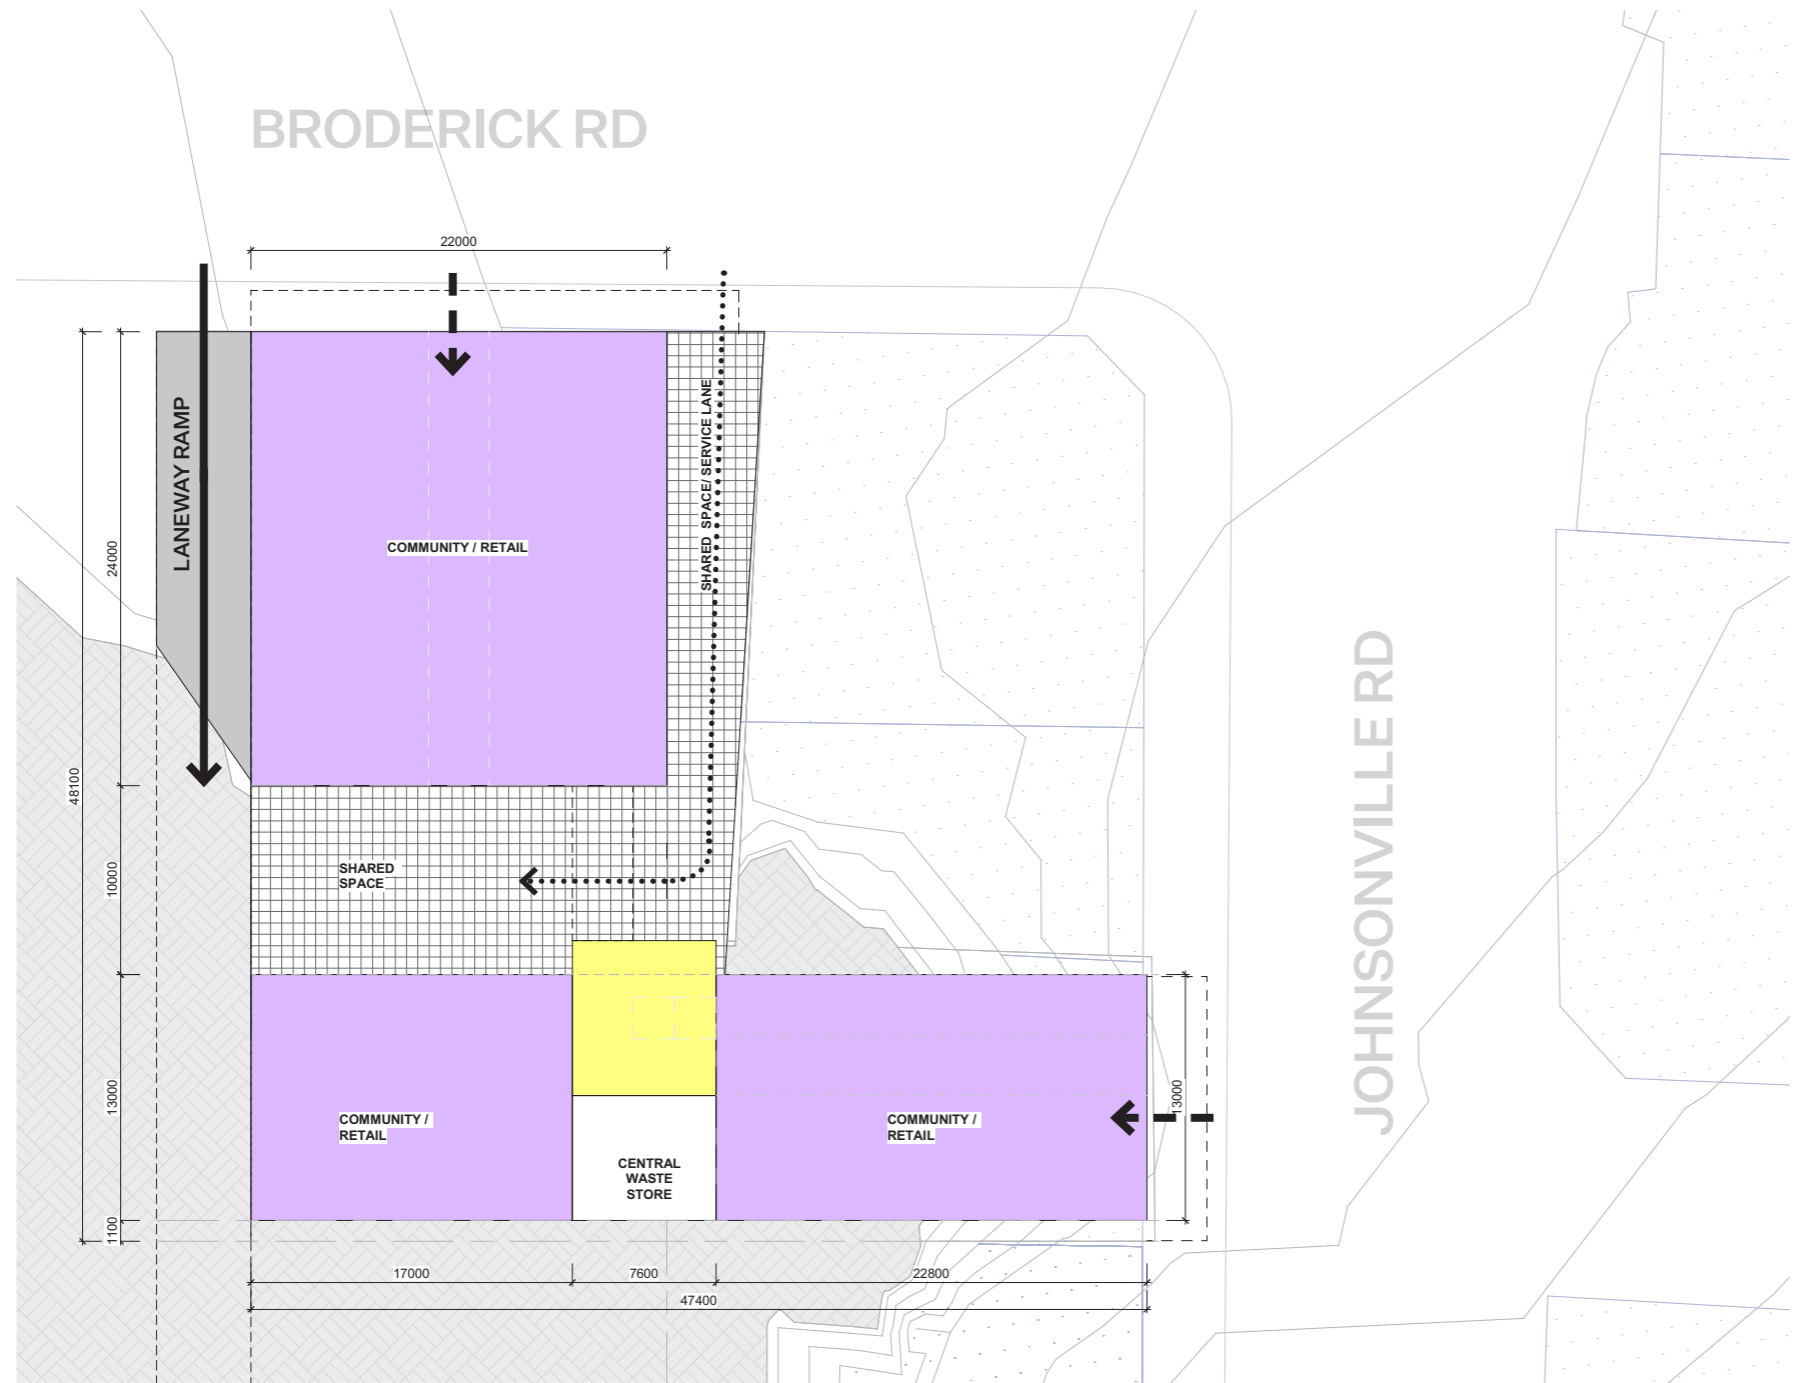 BRODERICK RD
22000
LANEWAY RAMP
SHARED SPACE/ SERVICE LANE
24000
COMMUNITY / RETAIL
JOHNSONVILLE RD
48100
10000
SHARED
SPACE
13000
13000
COMMUNITY /
RETAIL
COMMUNITY /
RETAIL
CENTRAL
WASTE
STORE
1100
17000
7600
22800
47400